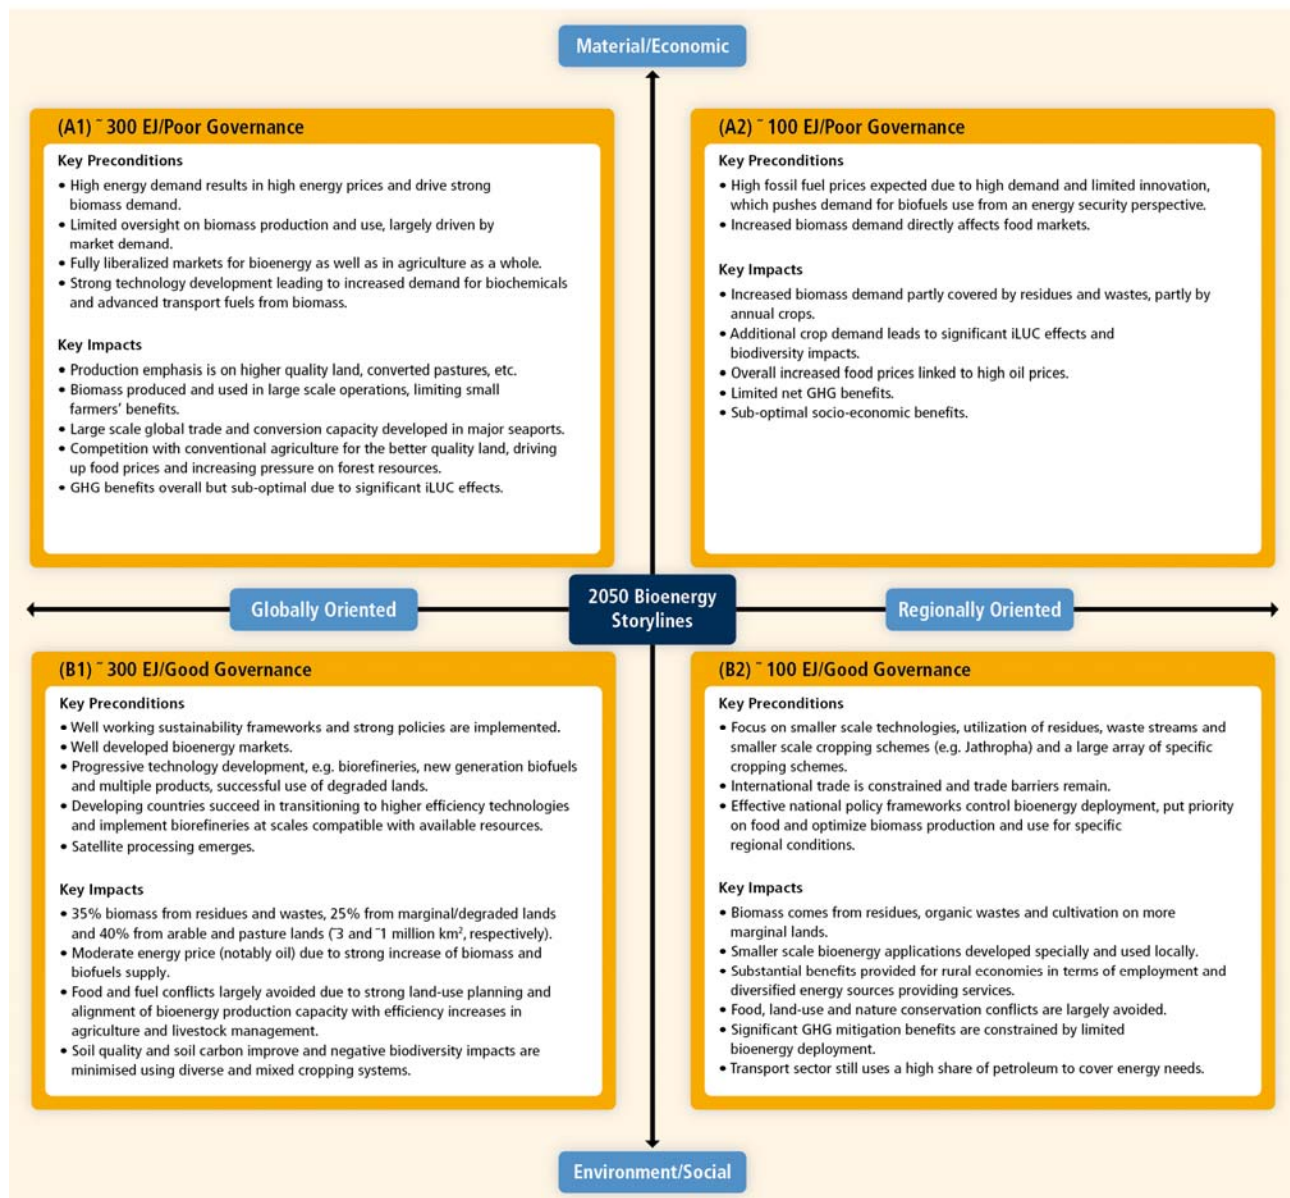 Material/Economic
(A1) ~ 300 EJ/Poor Governance
Key Preconditions
• High energy demand results in high energy prices and drive strong
biomass demand.
• Limited oversight on biomass production and use, largely driven by
market demand.
• Fully liberalized markets for bioenergy as well as in agriculture as a whole.
• Strong technology development leading to increased demand for biochemicals
and advanced transport fuels from biomass.
Key Impacts
• Production emphasis is on higher quality land, converted pastures, etc.
• Biomass produced and used in large scale operations, limiting small
farmers’ benefits.
• Large scale global trade and conversion capacity developed in major seaports.
• Competition with conventional agriculture for the better quality land, driving
up food prices and increasing pressure on forest resources.
• GHG benefits overall but sub-optimal due to significant iLUC effects.
(A2) ~ 100 EJ/Poor Governance
Key Preconditions
• High fossil fuel prices expected due to high demand and limited innovation,
which pushes demand for biofuels use from an energy security perspective.
• Increased biomass demand directly affects food markets.
Key Impacts
• Increased biomass demand partly covered by residues and wastes, partly by
annual crops.
• Additional crop demand leads to significant iLUC effects and
biodiversity impacts.
• Overall increased food prices linked to high oil prices.
• Limited net GHG benefits.
• Sub-optimal socio-economic benefits.
Globally Oriented
2050 Bioenergy
Storylines
Regionally Oriented
(B1) ~ 300 EJ/Good Governance
Key Preconditions
• Well working sustainability frameworks and strong policies are implemented.
• Well developed bioenergy markets.
• Progressive technology development, e.g. biorefineries, new generation biofuels
and multiple products, successful use of degraded lands.
• Developing countries succeed in transitioning to higher efficiency technologies
and implement biorefineries at scales compatible with available resources.
• Satellite processing emerges.
Key Impacts
• 35% biomass from residues and wastes, 25% from marginal/degraded lands
and 40% from arable and pasture lands (~3 and ~1 million km², respectively).
• Moderate energy price (notably oil) due to strong increase of biomass and
biofuels supply.
• Food and fuel conflicts largely avoided due to strong land-use planning and
alignment of bioenergy production capacity with efficiency increases in
agriculture and livestock management.
• Soil quality and soil carbon improve and negative biodiversity impacts are
minimised using diverse and mixed cropping systems.
(B2) ~ 100 EJ/Good Governance
Key Preconditions
• Focus on smaller scale technologies, utilization of residues, waste streams and
smaller scale cropping schemes (e.g. Jathropha) and a large array of specific
cropping schemes.
• International trade is constrained and trade barriers remain.
• Effective national policy frameworks control bioenergy deployment, put priority
on food and optimize biomass production and use for specific
regional conditions.
Key Impacts
• Biomass comes from residues, organic wastes and cultivation on more
marginal lands.
• Smaller scale bioenergy applications developed specially and used locally.
• Substantial benefits provided for rural economies in terms of employment and
diversified energy sources providing services.
• Food, land-use and nature conservation conflicts are largely avoided.
• Significant GHG mitigation benefits are constrained by limited
bioenergy deployment.
• Transport sector still uses a high share of petroleum to cover energy needs.
Environment/Social